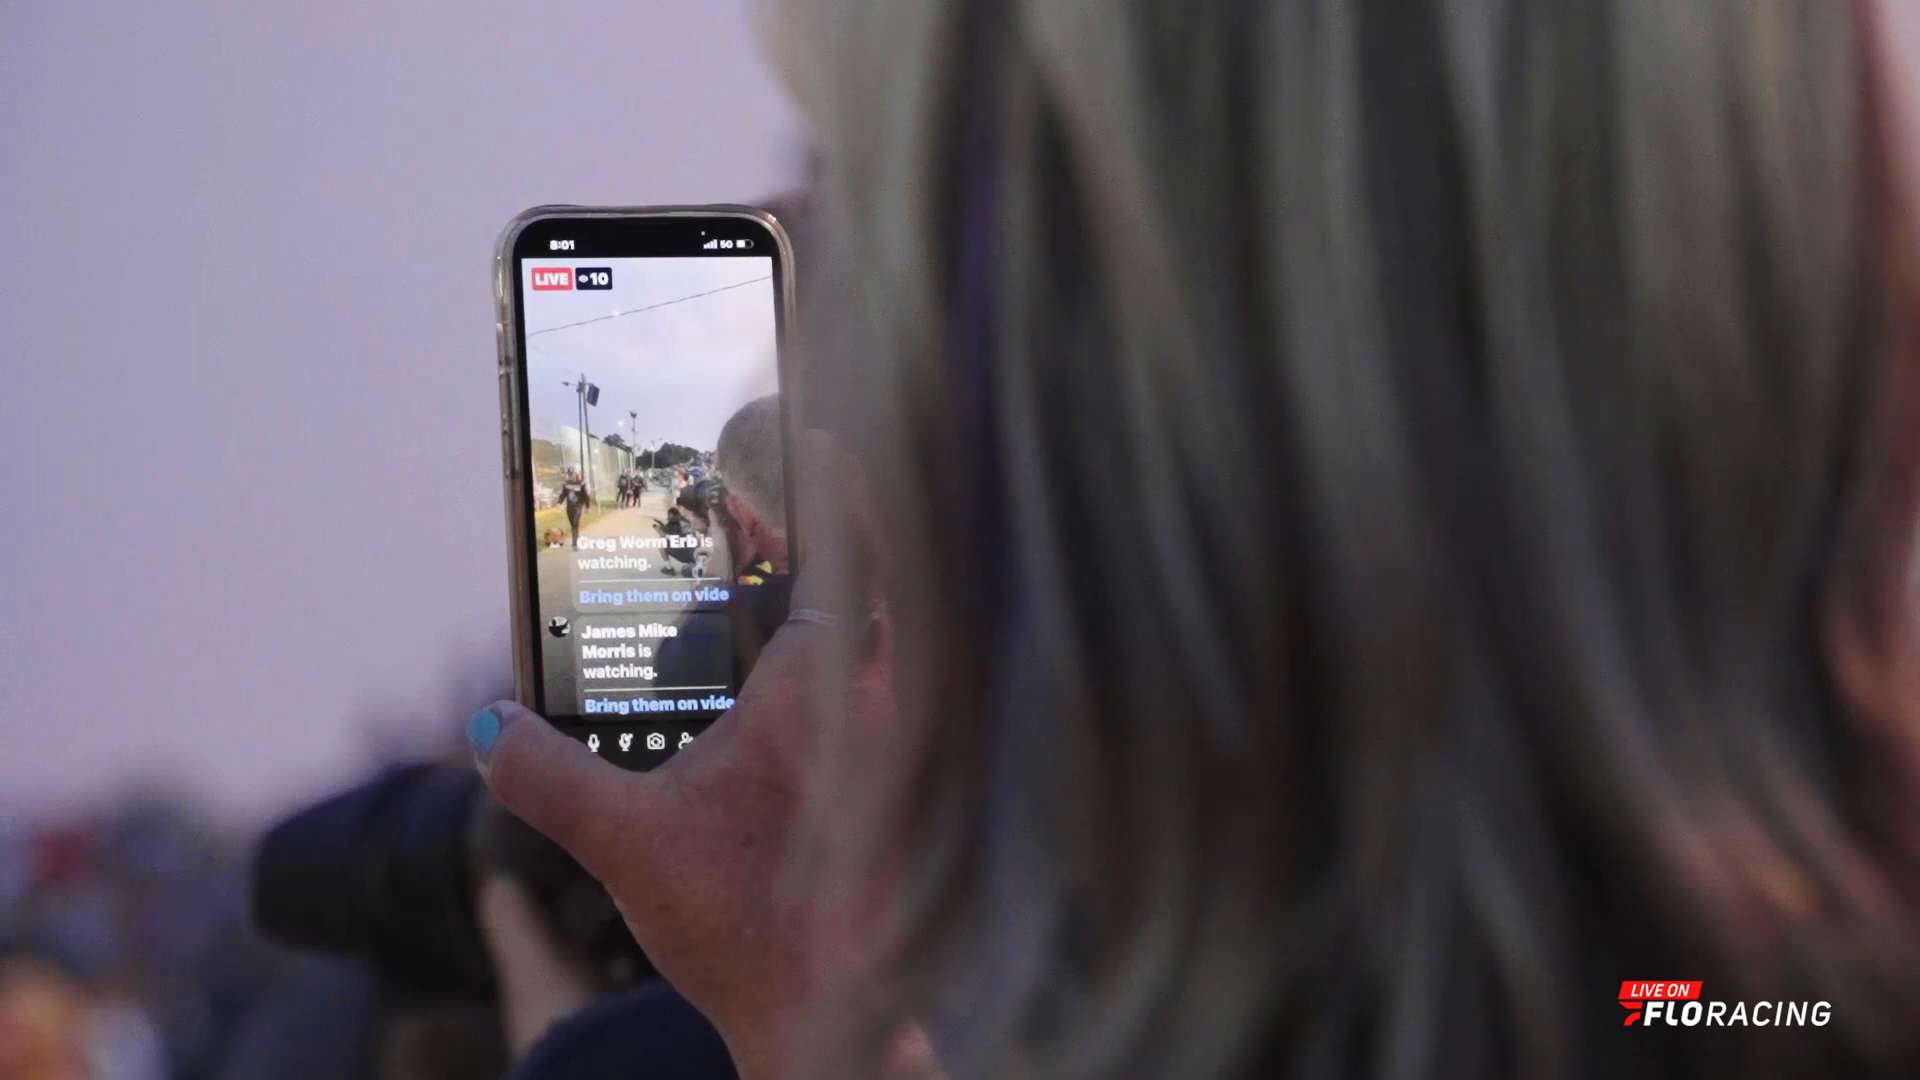 8:01
5G
LIVE 10
Greg Worm Erb is
watching.
Bring them on vide
James Mike
Morris is
watching.
Bring them on vide
LIVE ON
FLORACING